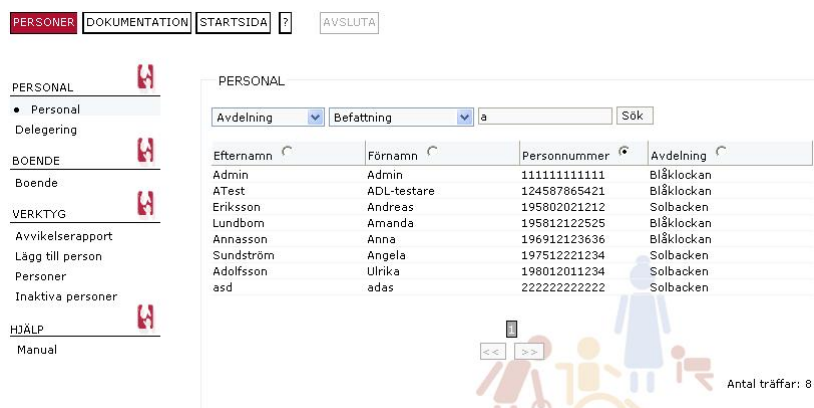 PERSONER DOKUMENTATION STARTSIDA ? AVSLUTA
PERSONAL
• Personal
Delegering
BOENDE
Boende
VERKTYG
Avvikelserapport
Lägg till person
Personer
Inaktiva personer
HJÄLP
Manual
PERSONAL
Avdelning Befattning a Sök
Efternamn Förnamn Personnummer Avdelning
Admin Admin 111111111111 Blåklockan
ATest ADL-testare 124587865421 Blåklockan
Eriksson Andreas 195802021212 Solbacken
Lundbom Amanda 195812122525 Blåklockan
Annasson Anna 196912123636 Blåklockan
Sundström Angela 197512221234 Solbacken
Adolfsson Ulrika 198012011234 Solbacken
asd adas 222222222222 Solbacken
1
<< >>
Antal träffar: 8